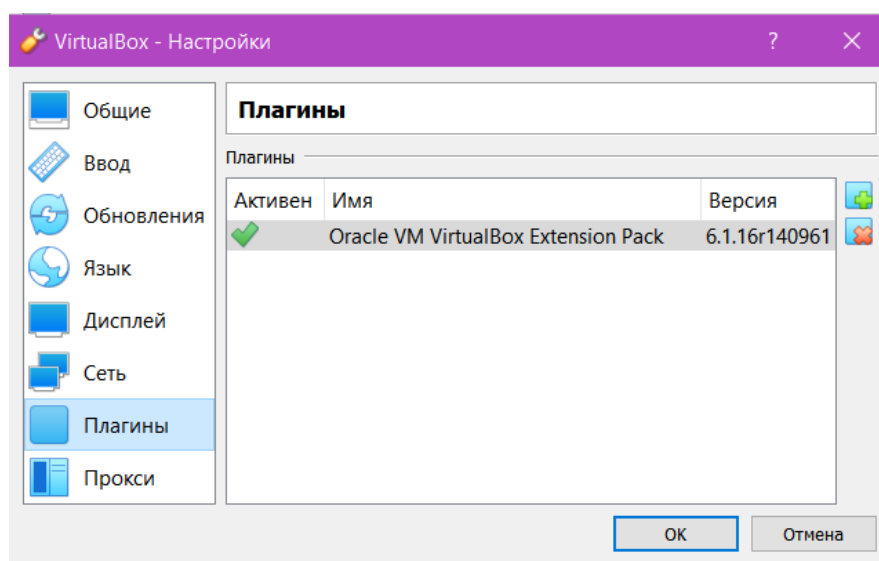 VirtualBox - Настройки ?
Общие
Ввод
Обновления
Язык
Дисплей
Сеть
Плагины
Прокси
Плагины
Плагины
Активен Имя Версия
Oracle VM VirtualBox Extension Pack 6.1.16r140961
ОК Отмена